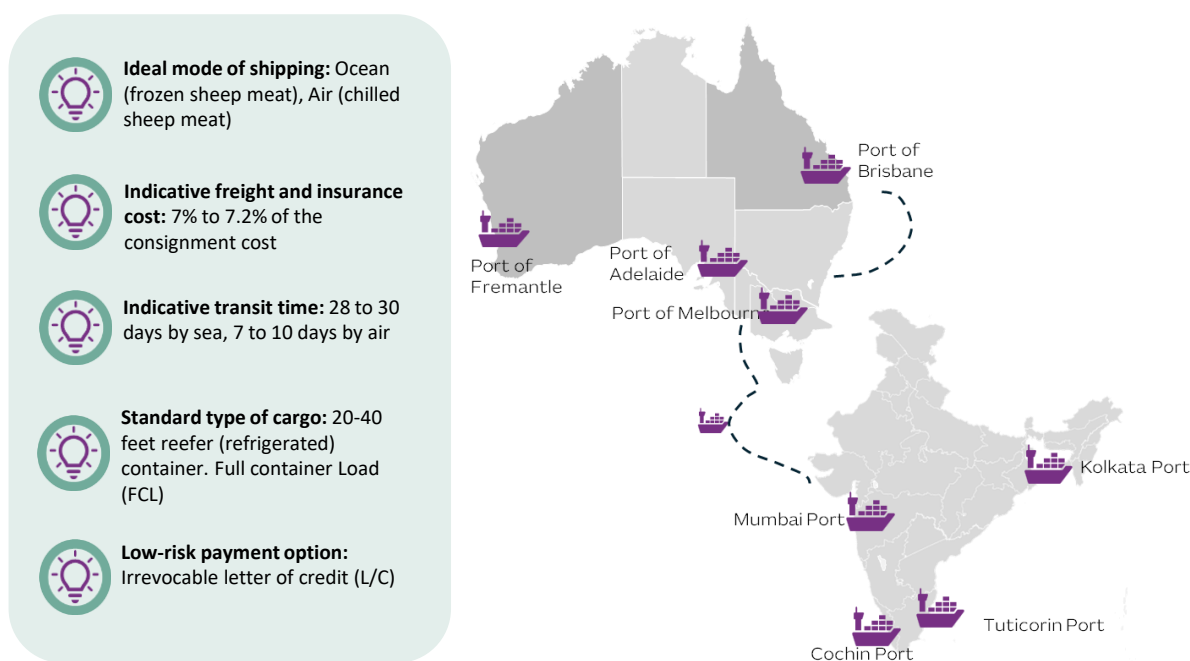 Ideal mode of shipping: Ocean
(frozen sheep meat), Air (chilled
sheep meat)
Indicative freight and insurance
cost: 7% to 7.2% of the
consignment cost
Indicative transit time: 28 to 30
days by sea, 7 to 10 days by air
Standard type of cargo: 20-40
feet reefer (refrigerated)
container. Full container Load
(FCL)
Low-risk payment option:
Irrevocable letter of credit (L/C)
Port of
Brisbane
Port of
Fremantle
Port of
Adelaide
Port of Melbourn
Kolkata Port
Mumbai Port
Tuticorin Port
Cochin Port